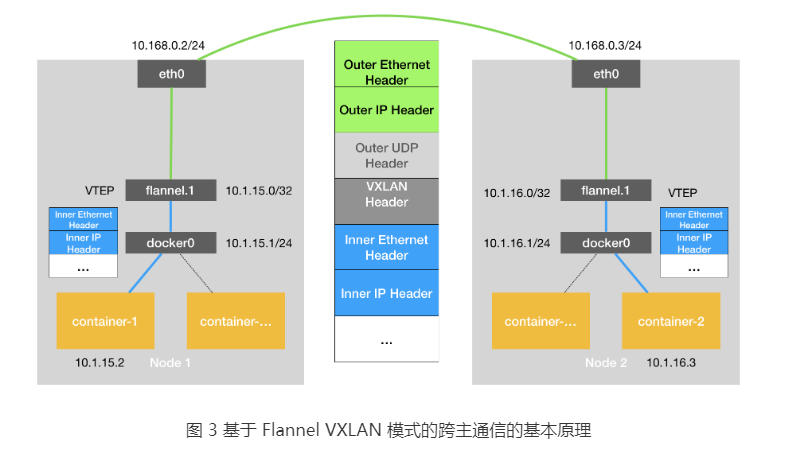 10.168.0.2/24
eth0
VTEP
flannel.1
10.1.15.0/32
Inner Ethernet
Header
Inner IP
Header
...
docker0
10.1.15.1/24
container-1
container-...
10.1.15.2
Node 1
Outer Ethernet
Header
Outer IP Header
Outer UDP
Header
VXLAN
Header
Inner Ethernet
Header
Inner IP Header
...
10.168.0.3/24
eth0
10.1.16.0/32
flannel.1
VTEP
10.1.16.1/24
docker0
Inner Ethernet
Header
Inner IP
Header
...
container-...
container-2
Node 2
10.1.16.3
图 3 基于 Flannel VXLAN 模式的跨主通信的基本原理